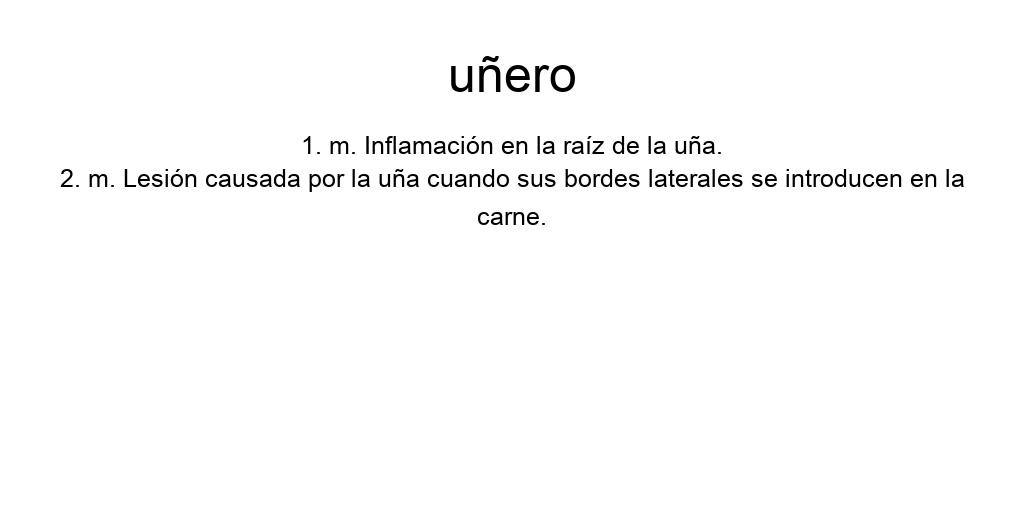 uñero
1. m. Inflamación en la raíz de la uña.
2. m. Lesión causada por la uña cuando sus bordes laterales se introducen en la
carne.